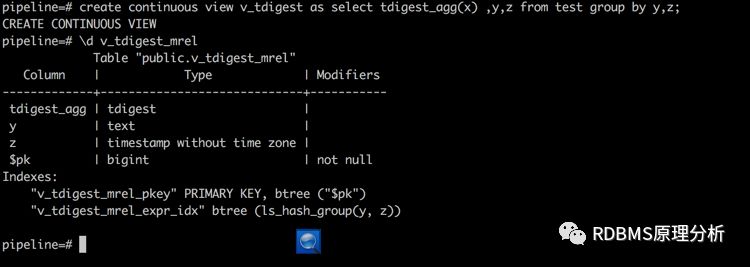 pipeline=# create continuous view v_tdigest as select tdigest_agg(x) ,y,z from test group by y,z;
CREATE CONTINUOUS VIEW
pipeline=# \d v_tdigest_mrel
Table "public.v_tdigest_mrel"
Column | Type | Modifiers
-------------+-----------------------------+-----------
tdigest_agg | tdigest |
y | text |
z | timestamp without time zone |
$pk | bigint | not null
Indexes:
"v_tdigest_mrel_pkey" PRIMARY KEY, btree ("$pk")
"v_tdigest_mrel_expr_idx" btree (ls_hash_group(y, z))
pipeline=#
RDBMS原理分析